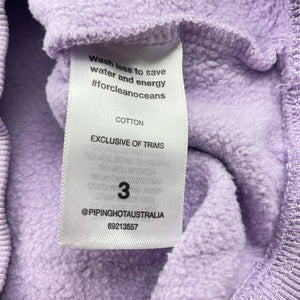 Wash less to save
water and energy
#forcleanoceans
COTTON
EXCLUSIVE OF TRIMS
3
@PIPINGHOTAUSTRALIA
69213557